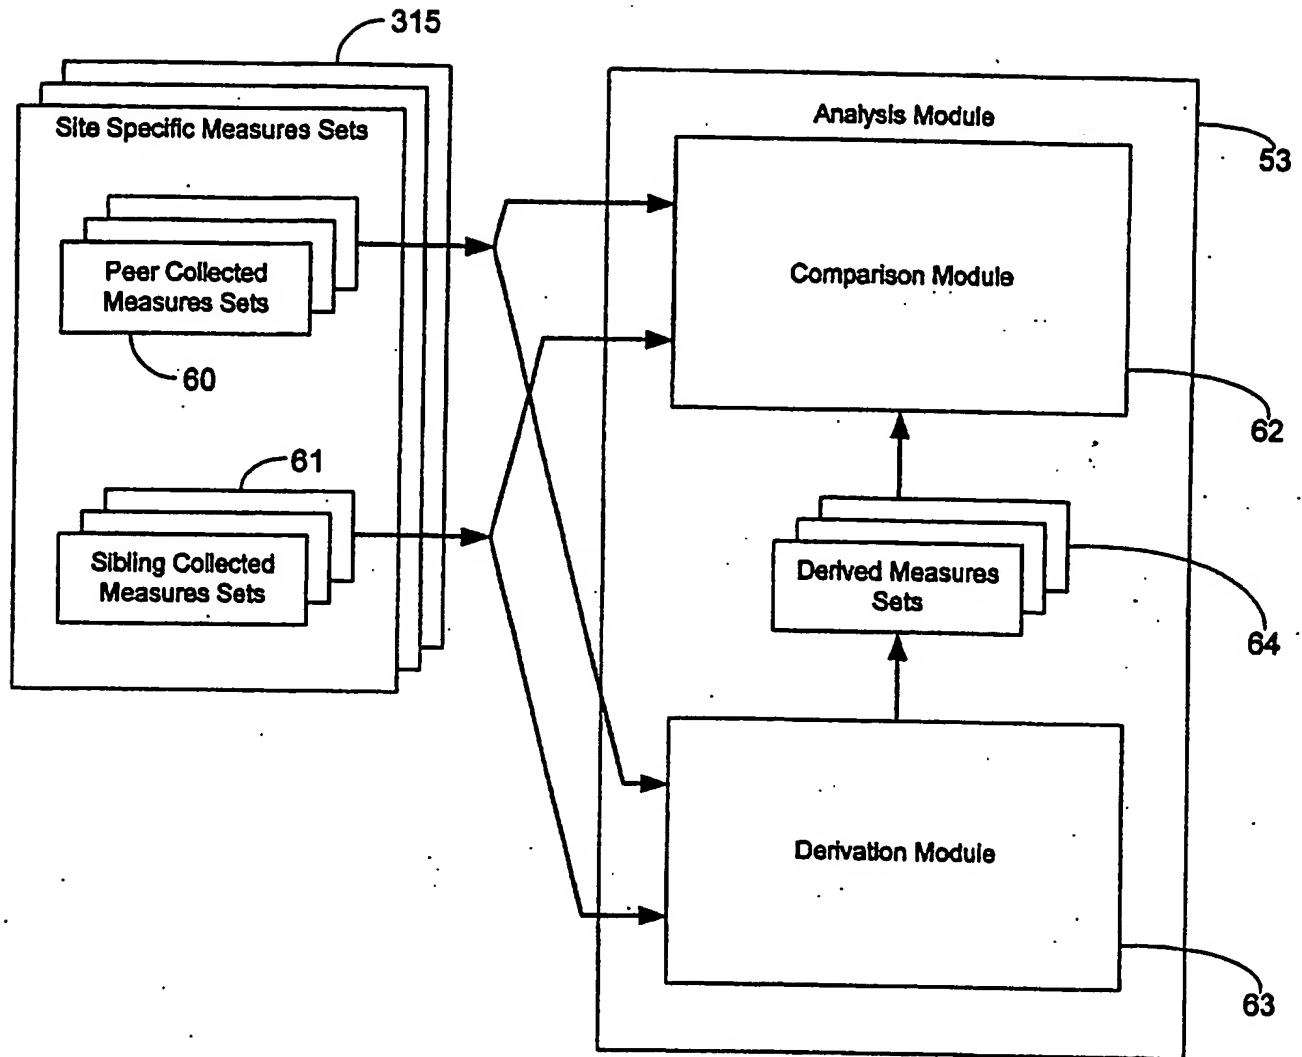 315
Site Specific Measures Sets
Analysis Module
53
Peer Collected
Measures Sets
Comparison Module
60
62
61
Sibling Collected
Measures Sets
Derived Measures
Sets
64
Derivation Module
63